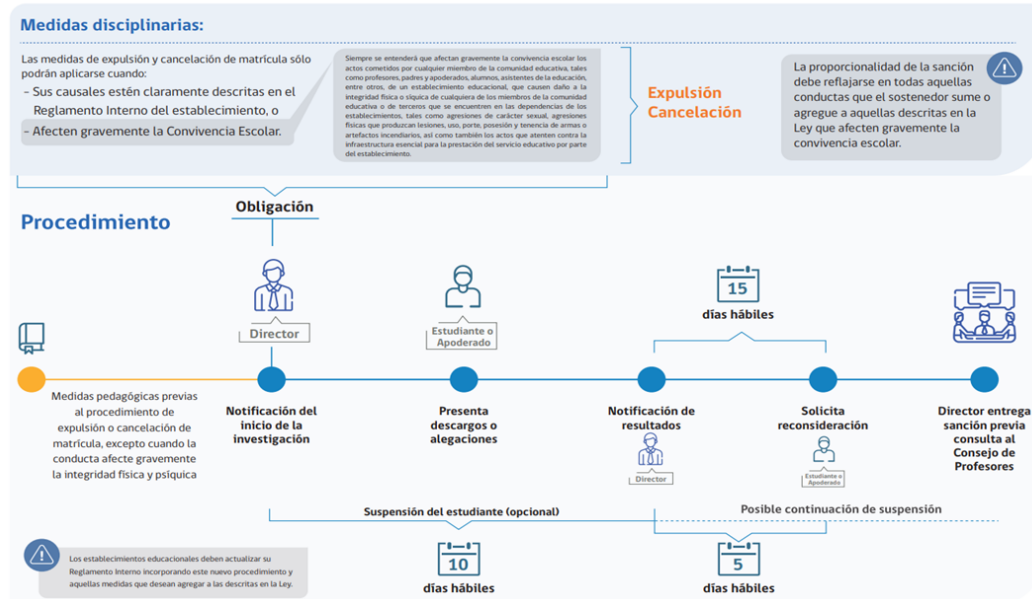 Medidas disciplinarias:
Las medidas de expulsión y cancelación de matrícula sólo
podrán aplicarse cuando:
- Sus causales estén claramente descritas en el
Reglamento Interno del establecimiento, o
- Afecten gravemente la Convivencia Escolar.
Siempre se entenderá que afectan gravemente la convivencia escolar los
actos cometidos por cualquier miembro de la comunidad educativa, tales
como profesores, padres y apoderados, alumnos, asistentes de la educación,
entre otros, de un establecimiento educacional, que causen daño a la
integridad física o síquica de cualquiera de los miembros de la comunidad
educativa o de terceros que se encuentren en las dependencias de los
establecimientos, tales como agresiones de carácter sexual, agresiones
físicas que produzcan lesiones, uso, porte, posesión y tenencia de armas o
artefactos incendiarios, así como también los actos que atenten contra la
infraestructura esencial para la prestación del servicio educativo por parte
del establecimiento.
Expulsión
Cancelación
La proporcionalidad de la sanción
debe reflejarse en todas aquellas
conductas que el sostenedor sume o
agregue a aquellas descritas en la
Ley que afecten gravemente la
convivencia escolar.
Procedimiento
Obligación
Director
Estudiante o
Apoderado
15
días hábiles
Medidas pedagógicas previas
al procedimiento de
expulsión o cancelación de
matrícula, excepto cuando la
conducta afecte gravemente
la integridad física y psíquica
Notificación del
inicio de la
investigación
Presenta
descargos o
alegaciones
Notificación de
resultados
Director
Solicita
reconsideración
Estudiante o
Apoderado
Director entrega
sanción previa
consulta al
Consejo de
Profesores
Suspensión del estudiante (opcional)
Posible continuación de suspensión
10
días hábiles
5
días hábiles
Los establecimientos educacionales deben actualizar su
Reglamento Interno incorporando este nuevo procedimiento y
aquellas medidas que desean agregar a las descritas en la Ley.